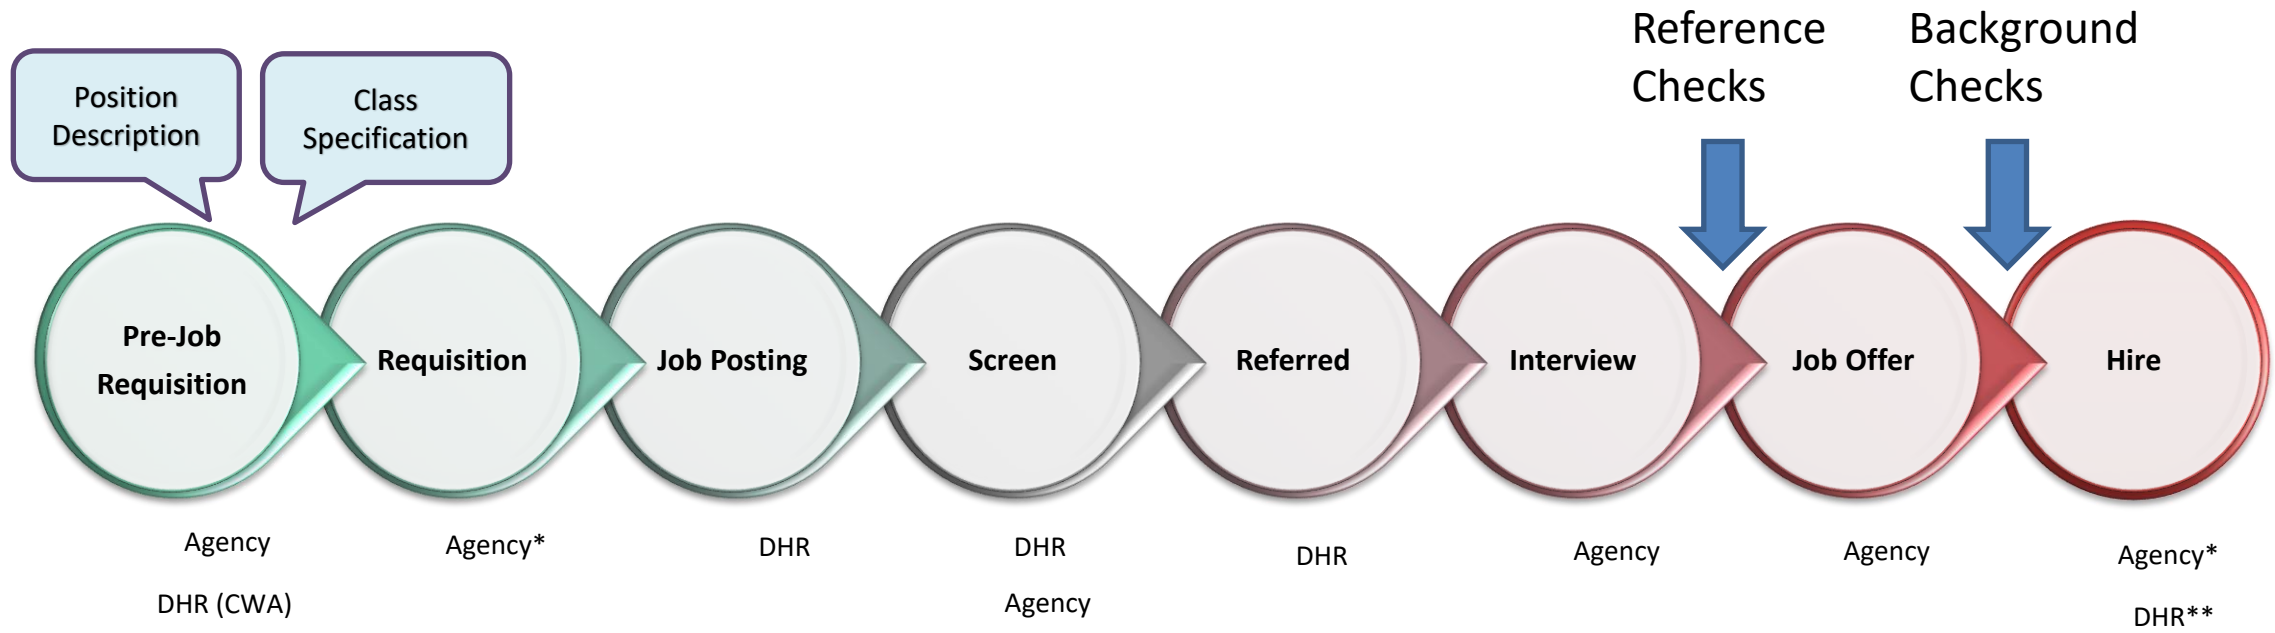 Reference
Checks
Background
Checks
Position
Description
Class
Specification
Pre-Job
Requisition
Requisition
Job Posting
Screen
Referred
Interview
Job Offer
Hire
Agency
DHR (CWA)
Agency*
DHR
DHR
Agency
DHR
Agency
Agency
Agency*
DHR**